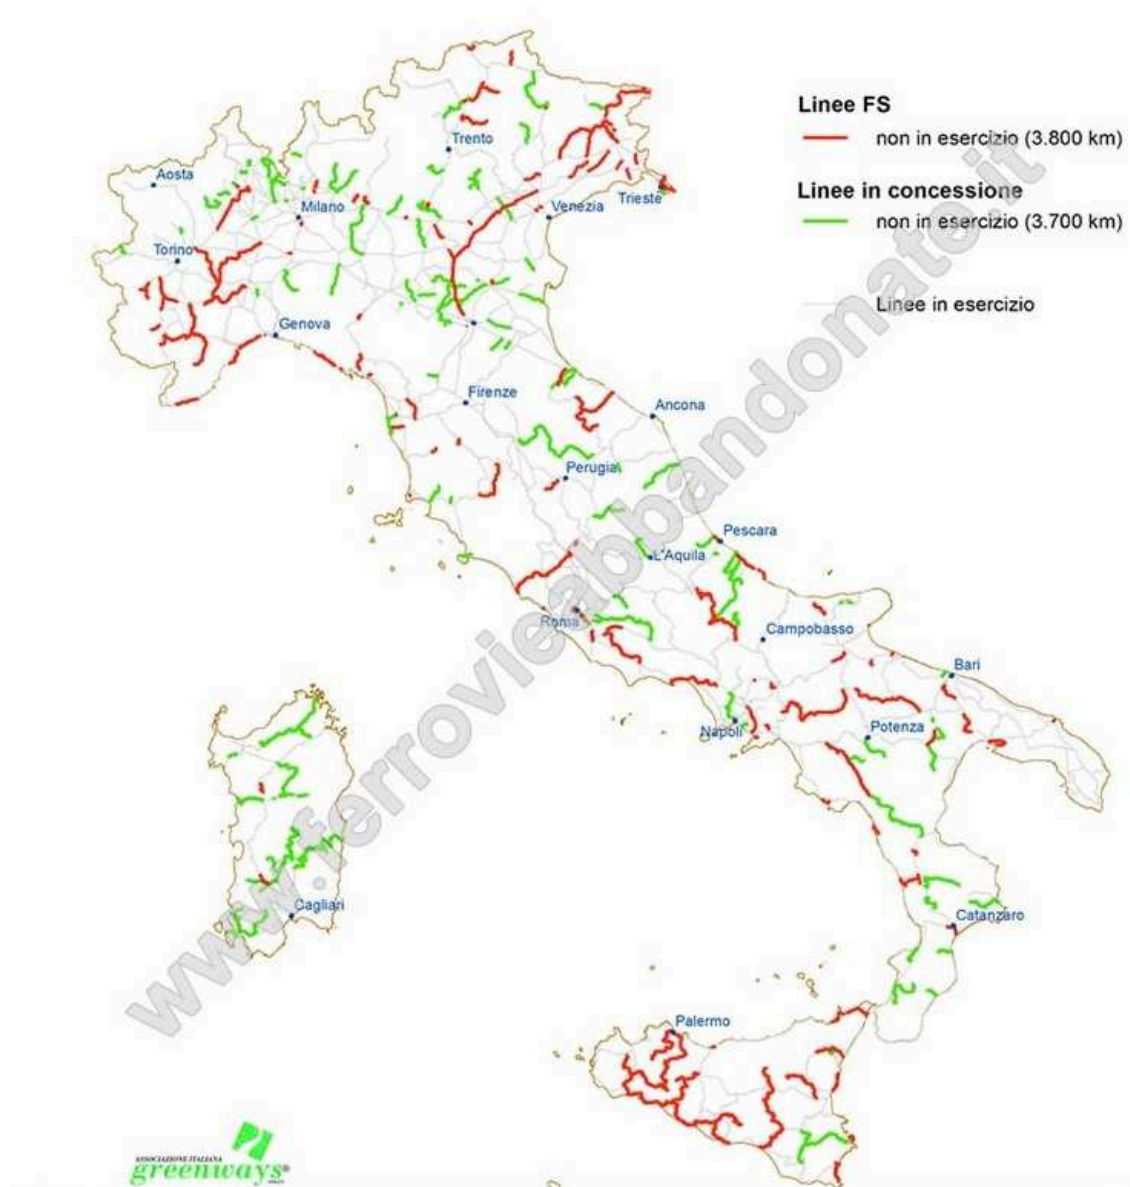 Linee FS
non in esercizio (3.800 km)
Linee in concessione
non in esercizio (3.700 km)
Linee in esercizio
Trento
Aosta
Milano
Venezia
Trieste
Torino
Genova
Firenze
Ancona
Perugia
Pescara
L'Aquila
Roma
Campobasso
Bari
Napoli
Potenza
Cagliari
Catanzaro
Palermo
www.ferrovieabbandonate.it
ASSOCIAZIONE ITALIANA
greenways®